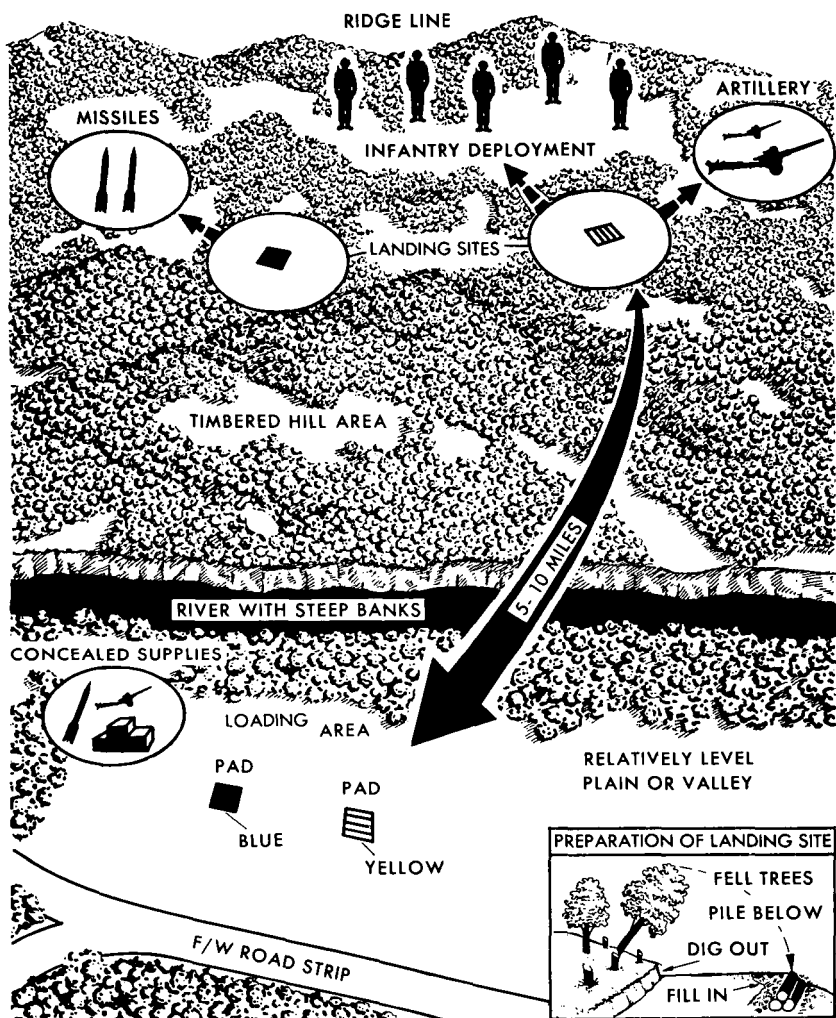 RIDGE LINE
ARTILLERY
MISSILES
INFANTRY DEPLOYMENT
LANDING SITES
TIMBERED HILL AREA
5-10 MILES
RIVER WITH STEEP BANKS
CONCEALED SUPPLIES
LOADING
AREA
RELATIVELY LEVEL
PLAIN OR VALLEY
PAD
PAD
BLUE
YELLOW
F/W ROAD STRIP
PREPARATION OF LANDING SITE
FELL TREES
PILE BELOW
DIG OUT
FILL IN